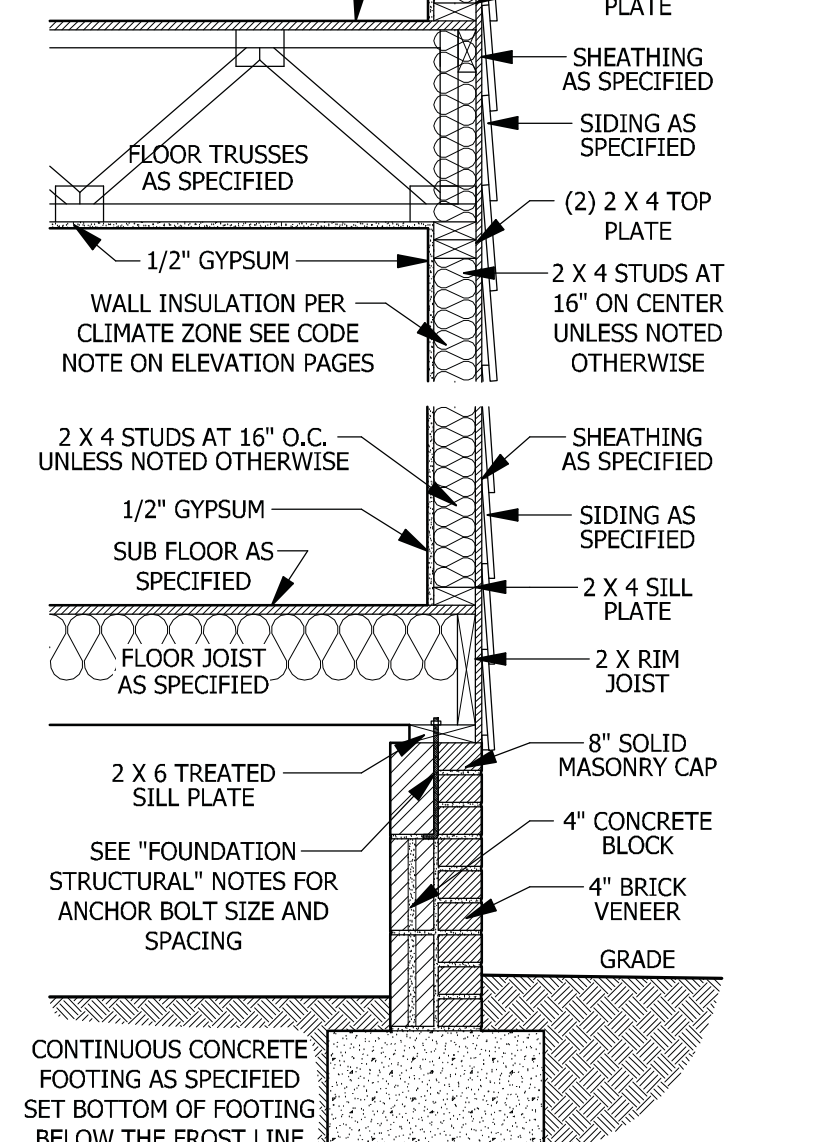 PLATE
SHEATHING
AS SPECIFIED
SIDING AS
SPECIFIED
FLOOR TRUSSES
AS SPECIFIED
(2) 2 X 4 TOP
PLATE
1/2" GYPSUM
2 X 4 STUDS AT
16" ON CENTER
UNLESS NOTED
OTHERWISE
WALL INSULATION PER
CLIMATE ZONE SEE CODE
NOTE ON ELEVATION PAGES
2 X 4 STUDS AT 16" O.C.
UNLESS NOTED OTHERWISE
SHEATHING
AS SPECIFIED
1/2" GYPSUM
SIDING AS
SPECIFIED
SUB FLOOR AS
SPECIFIED
2 X 4 SILL
PLATE
FLOOR JOIST
AS SPECIFIED
2 X RIM
JOIST
8" SOLID
MASONRY CAP
2 X 6 TREATED
SILL PLATE
4" CONCRETE
BLOCK
SEE "FOUNDATION
STRUCTURAL" NOTES FOR
ANCHOR BOLT SIZE AND
SPACING
4" BRICK
VENEER
GRADE
CONTINUOUS CONCRETE
FOOTING AS SPECIFIED
SET BOTTOM OF FOOTING
BELOW THE FROST LINE